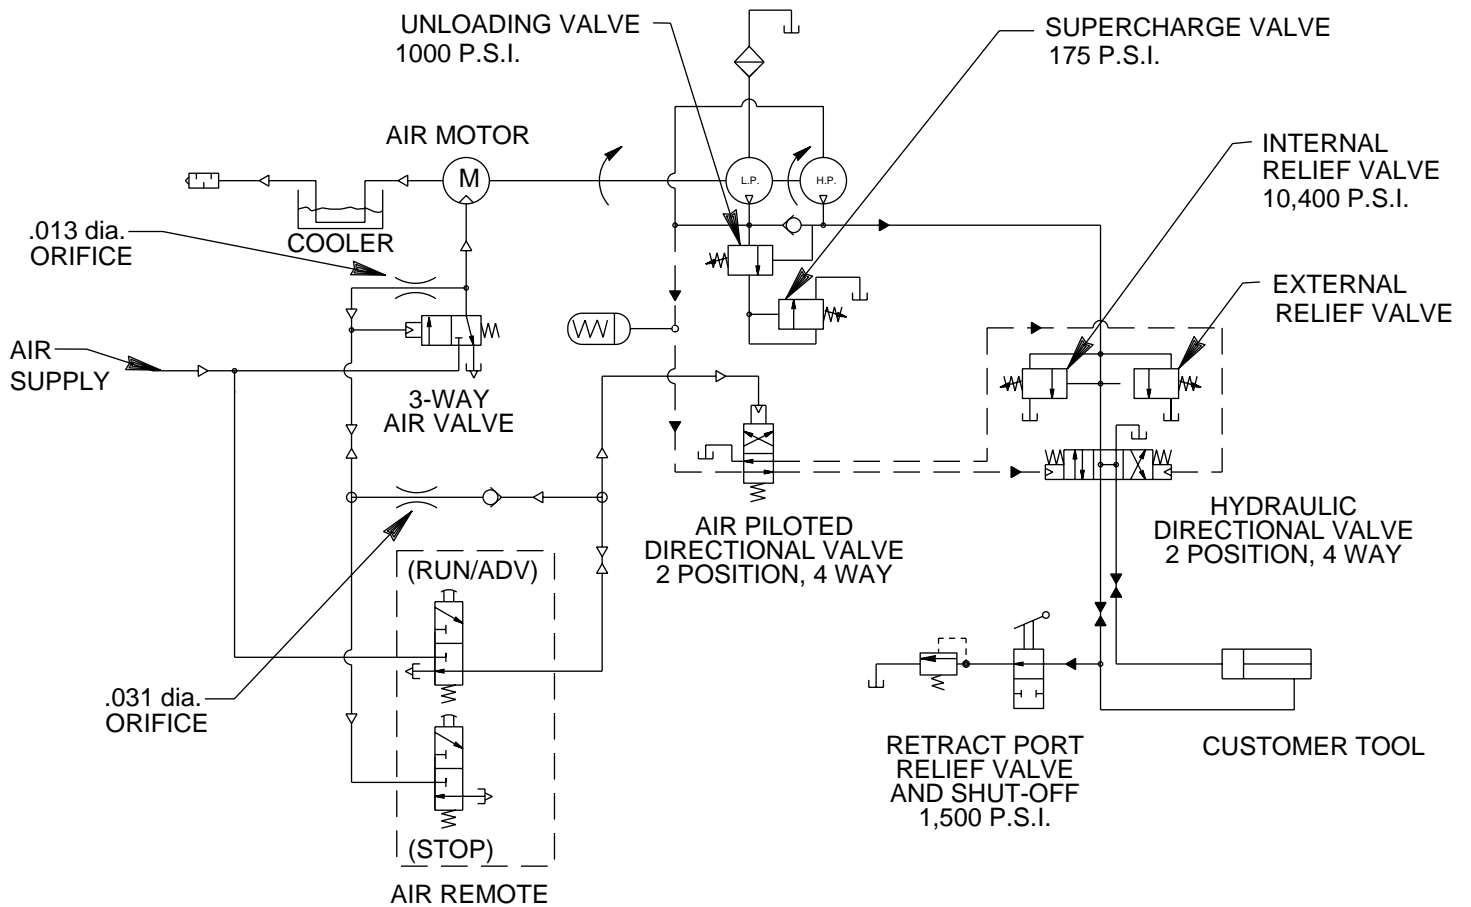 UNLOADING VALVE
1000 P.S.I.
SUPERCHARGE VALVE
175 P.S.I.
AIR MOTOR
M
L.P.
H.P.
INTERNAL
RELIEF VALVE
10,400 P.S.I.
.013 dia.
ORIFICE
COOLER
EXTERNAL
RELIEF VALVE
AIR
SUPPLY
3-WAY
AIR VALVE
AIR PILOTED
DIRECTIONAL VALVE
2 POSITION, 4 WAY
HYDRAULIC
DIRECTIONAL VALVE
2 POSITION, 4 WAY
(RUN/ADV)
.031 dia.
ORIFICE
(STOP)
AIR REMOTE
RETRACT PORT
RELIEF VALVE
AND SHUT-OFF
1,500 P.S.I.
CUSTOMER TOOL